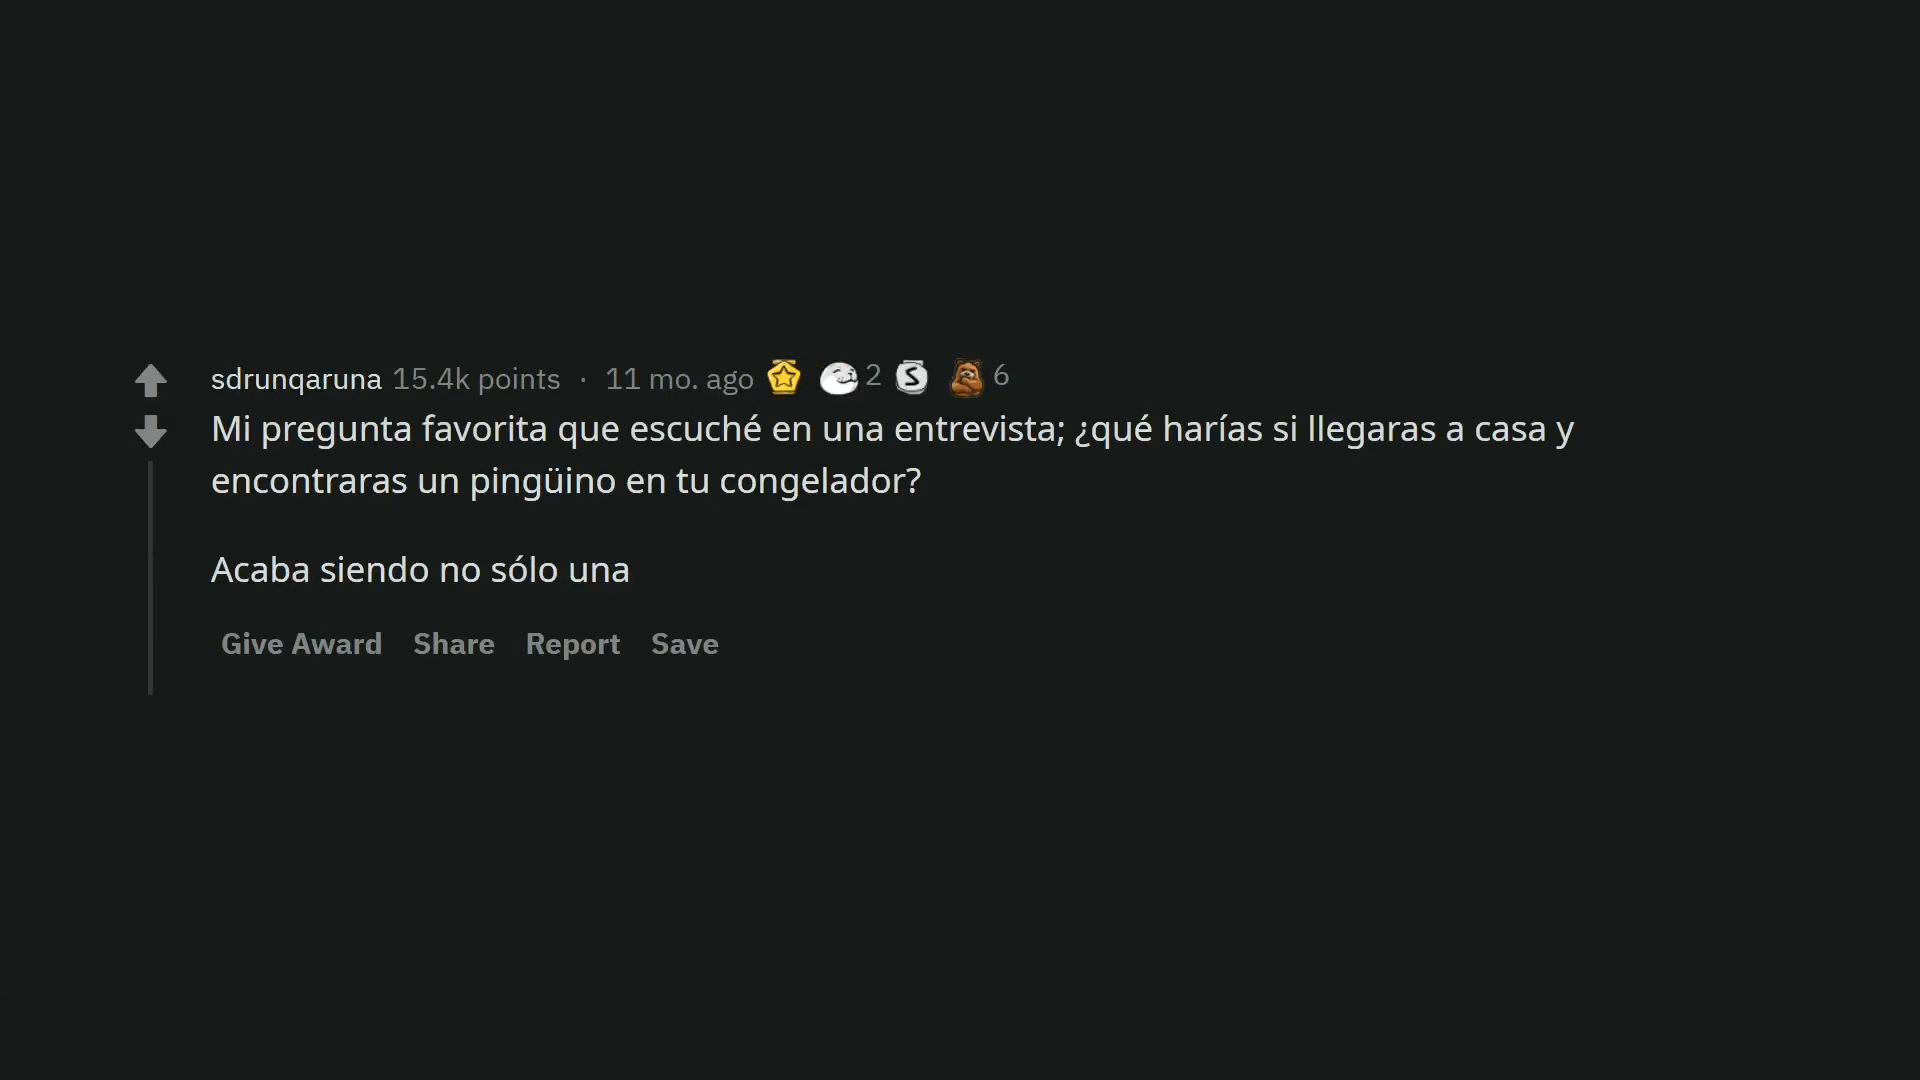 sdrunqaruna 15.4k points · 11 mo. ago 2 S 6
Mi pregunta favorita que escuché en una entrevista; ¿qué harías si llegaras a casa y
encontraras un pingüino en tu congelador?
Acaba siendo no sólo una
Give Award Share Report Save